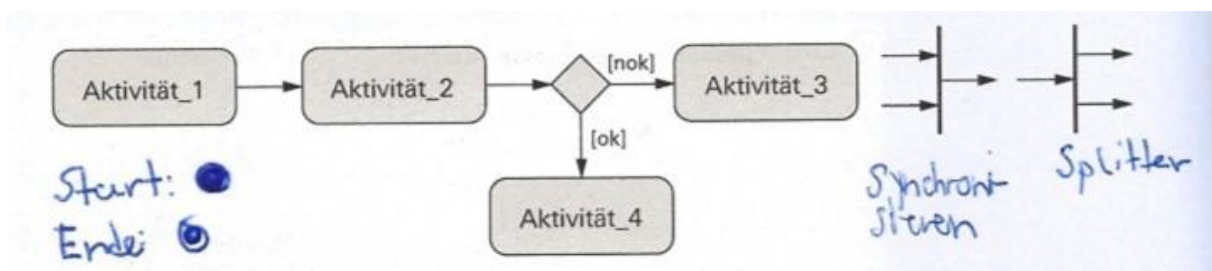 Aktivität_1
Aktivität_2
[nok]
Aktivität_3
[ok]
Aktivität_4
Start:
Ende:
Synchroni
sieren
Splitter